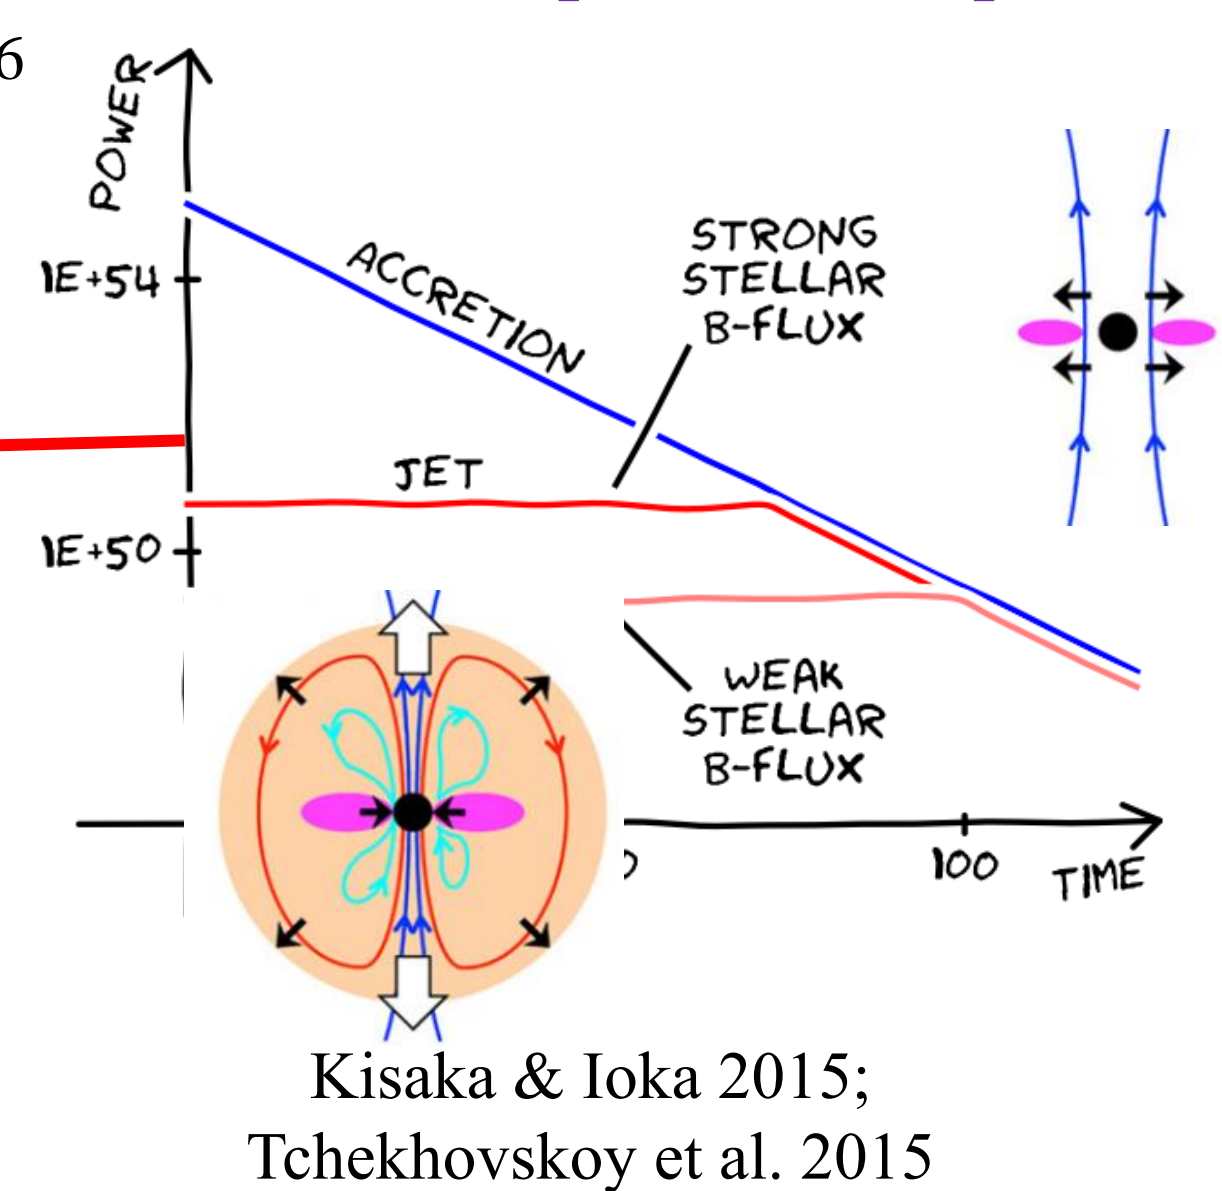 6
POWER
1E+54
ACCRETION
STRONG
STELLAR
B-FLUX
JET
1E+50
WEAK
STELLAR
B-FLUX
100
TIME
Kisaka & Ioka 2015;
Tchekhovskoy et al. 2015